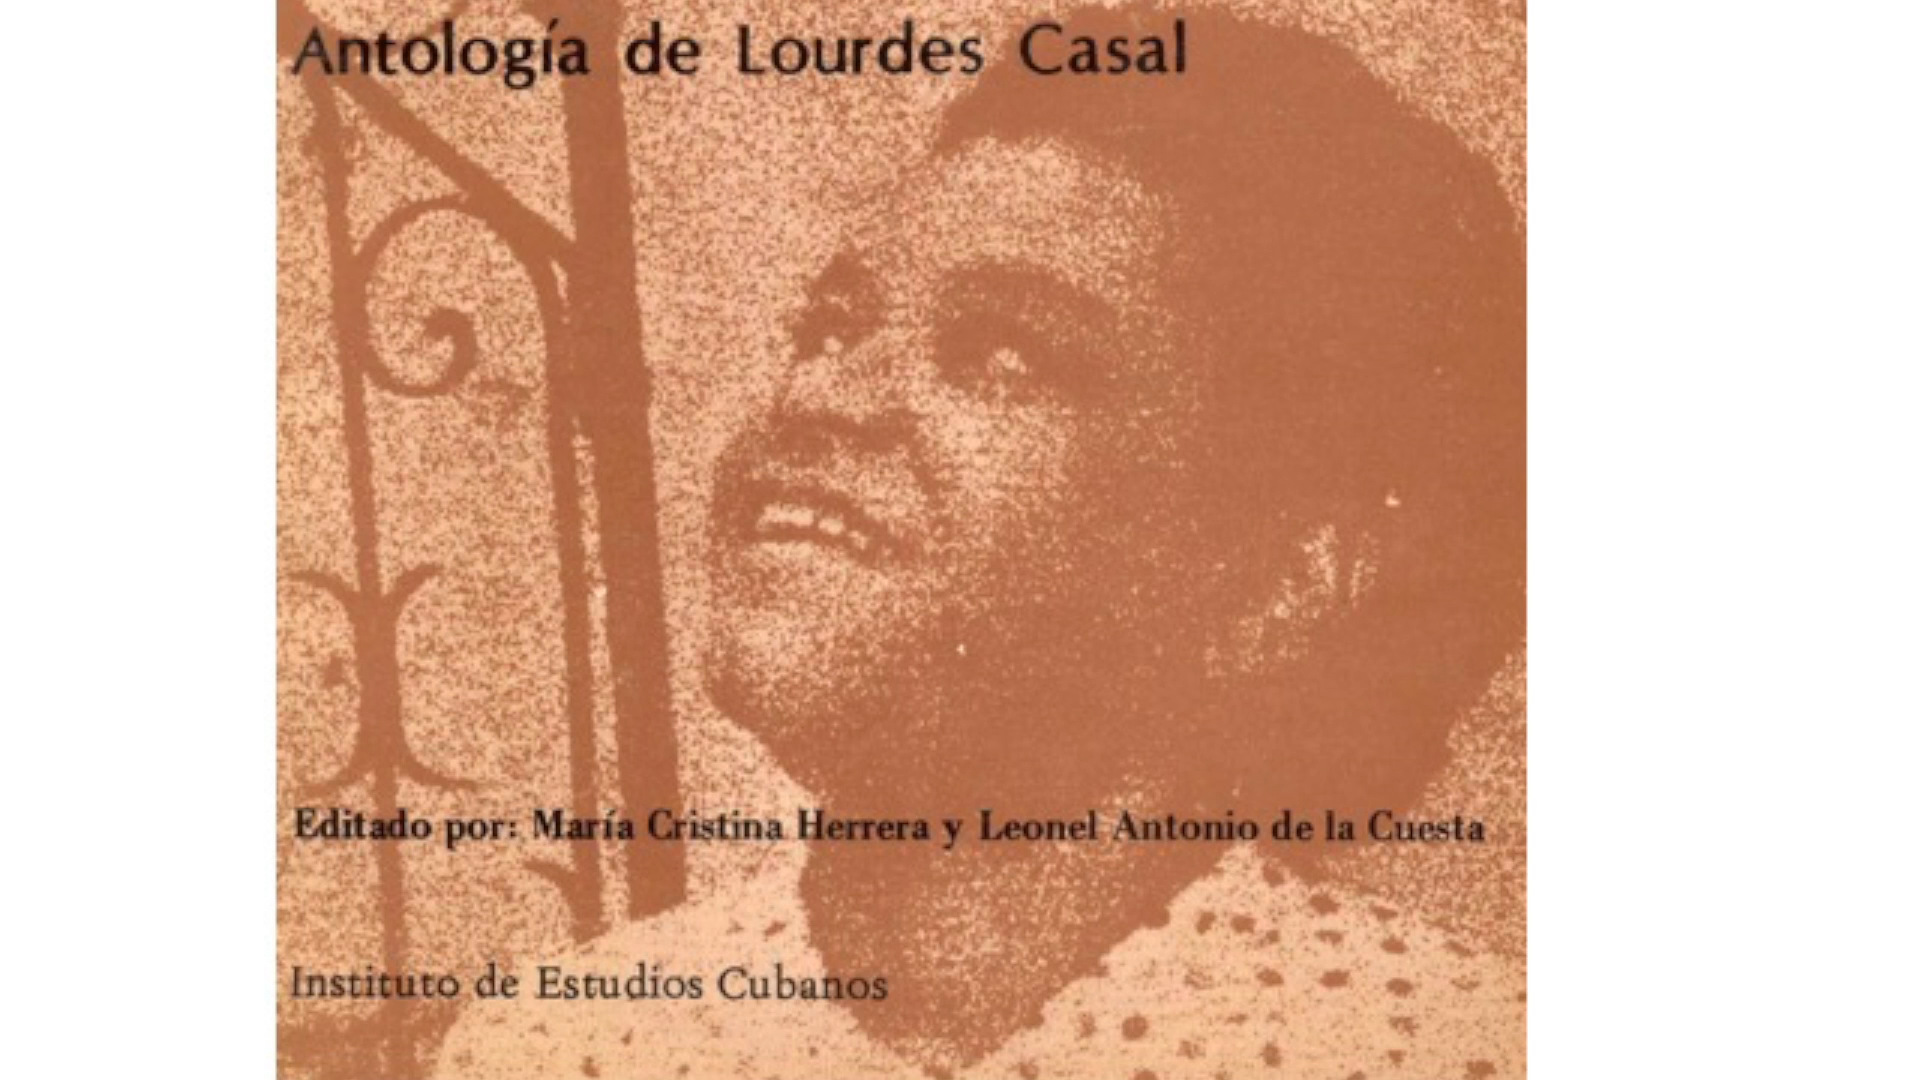 Antología de Lourdes Casal
Editado por: María Cristina Herrera y Leonel Antonio de la Cuesta
Instituto de Estudios Cubanos